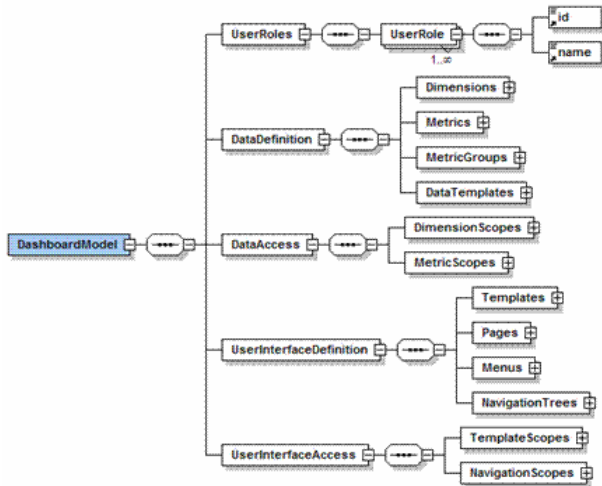 UserRoles
UserRole
1..∞
id
name
DataDefinition
Dimensions
Metrics
MetricGroups
DataTemplates
DashboardModel
DataAccess
DimensionScopes
MetricScopes
UserInterfaceDefinition
Templates
Pages
Menus
NavigationTrees
UserInterfaceAccess
TemplateScopes
NavigationScopes